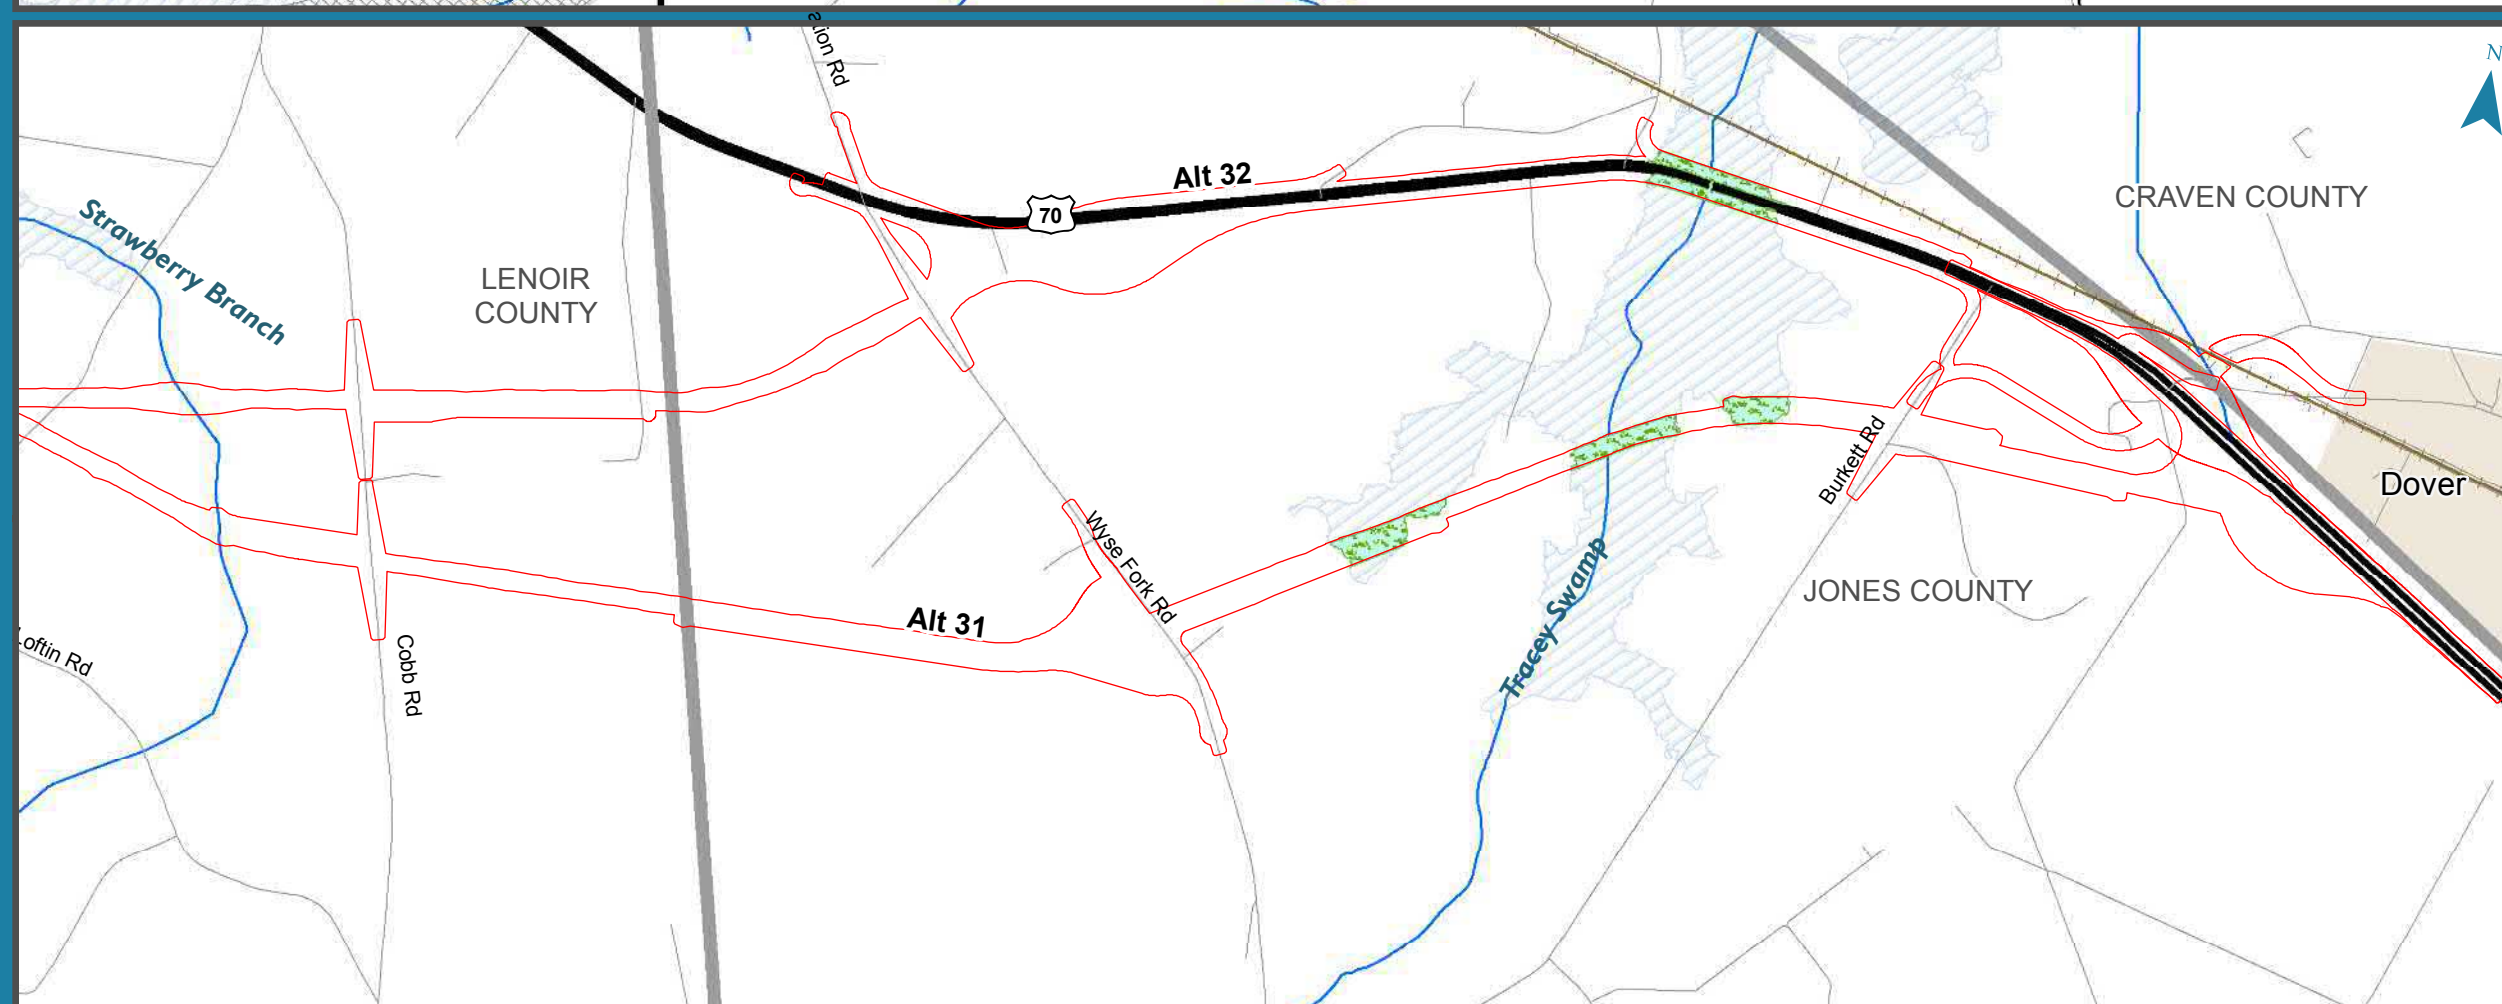 N
Alt 32
70
CRAVEN COUNTY
Strawberry Branch
LENOIR
COUNTY
Burkett Rd
Dover
Wyse Fork Rd
Tracey Swamp
JONES COUNTY
Alt 31
Cobb Rd
Loftin Rd
Rd